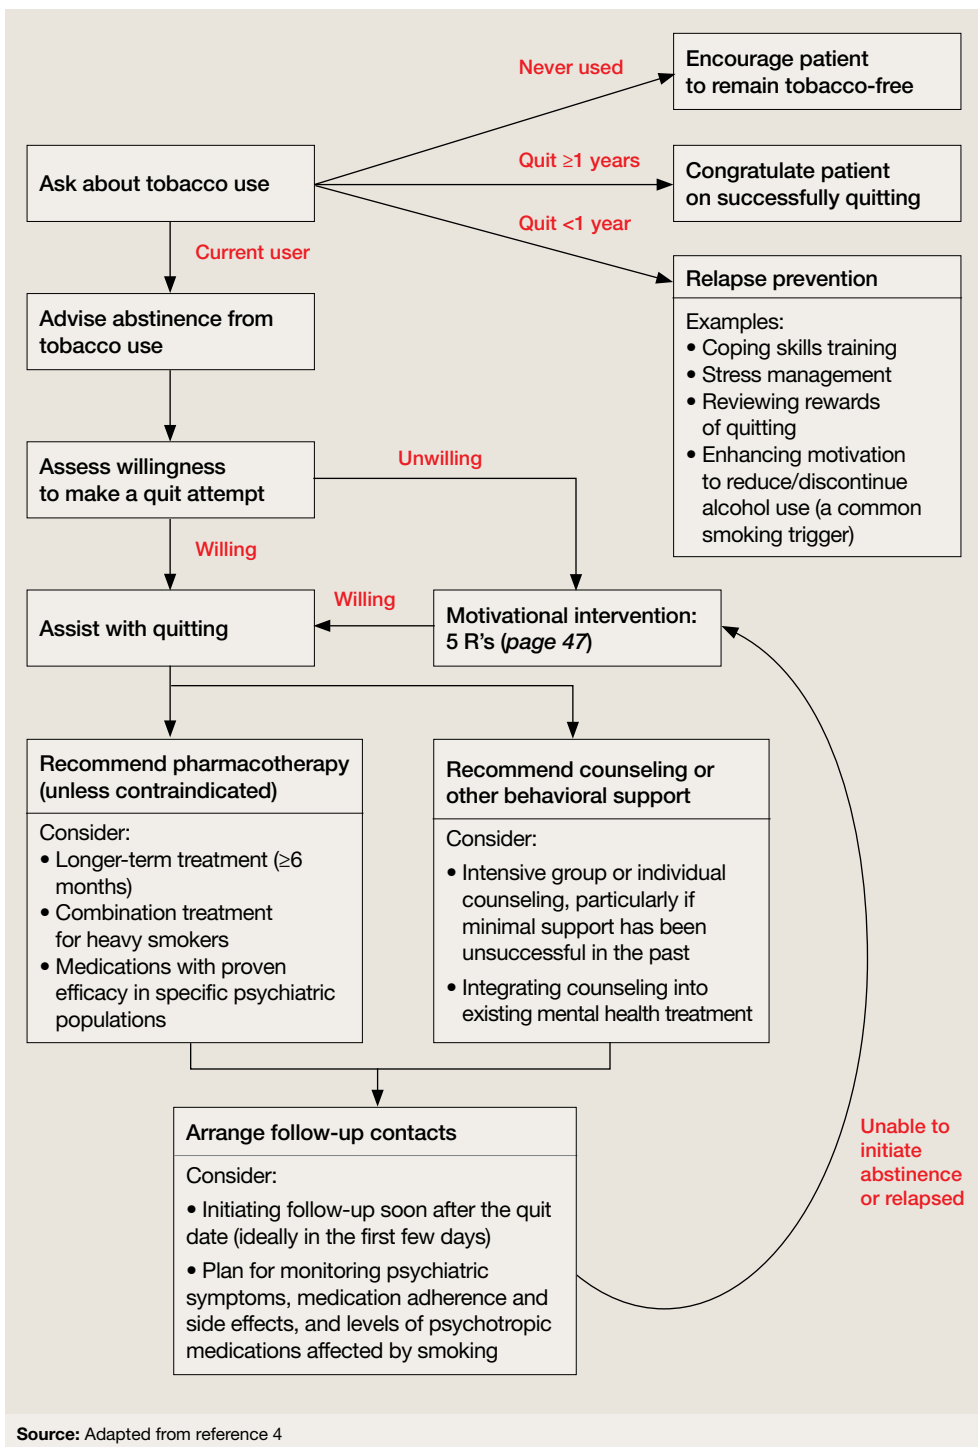 Never used
Encourage patient
to remain tobacco-free
Ask about tobacco use
Quit ≥1 years
Congratulate patient
on successfully quitting
Quit <1 year
Current user
Relapse prevention
Examples:
• Coping skills training
• Stress management
• Reviewing rewards
of quitting
• Enhancing motivation
to reduce/discontinue
alcohol use (a common
smoking trigger)
Advise abstinence from
tobacco use
Assess willingness
to make a quit attempt
Unwilling
Willing
Assist with quitting
Willing
Motivational intervention:
5 R's (page 47)
Recommend pharmacotherapy
(unless contraindicated)
Consider:
• Longer-term treatment (≥6
months)
• Combination treatment
for heavy smokers
• Medications with proven
efficacy in specific psychiatric
populations
Recommend counseling or
other behavioral support
Consider:
• Intensive group or individual
counseling, particularly if
minimal support has been
unsuccessful in the past
• Integrating counseling into
existing mental health treatment
Arrange follow-up contacts
Consider:
• Initiating follow-up soon after the quit
date (ideally in the first few days)
• Plan for monitoring psychiatric
symptoms, medication adherence and
side effects, and levels of psychotropic
medications affected by smoking
Unable to
initiate
abstinence
or relapsed
Source: Adapted from reference 4